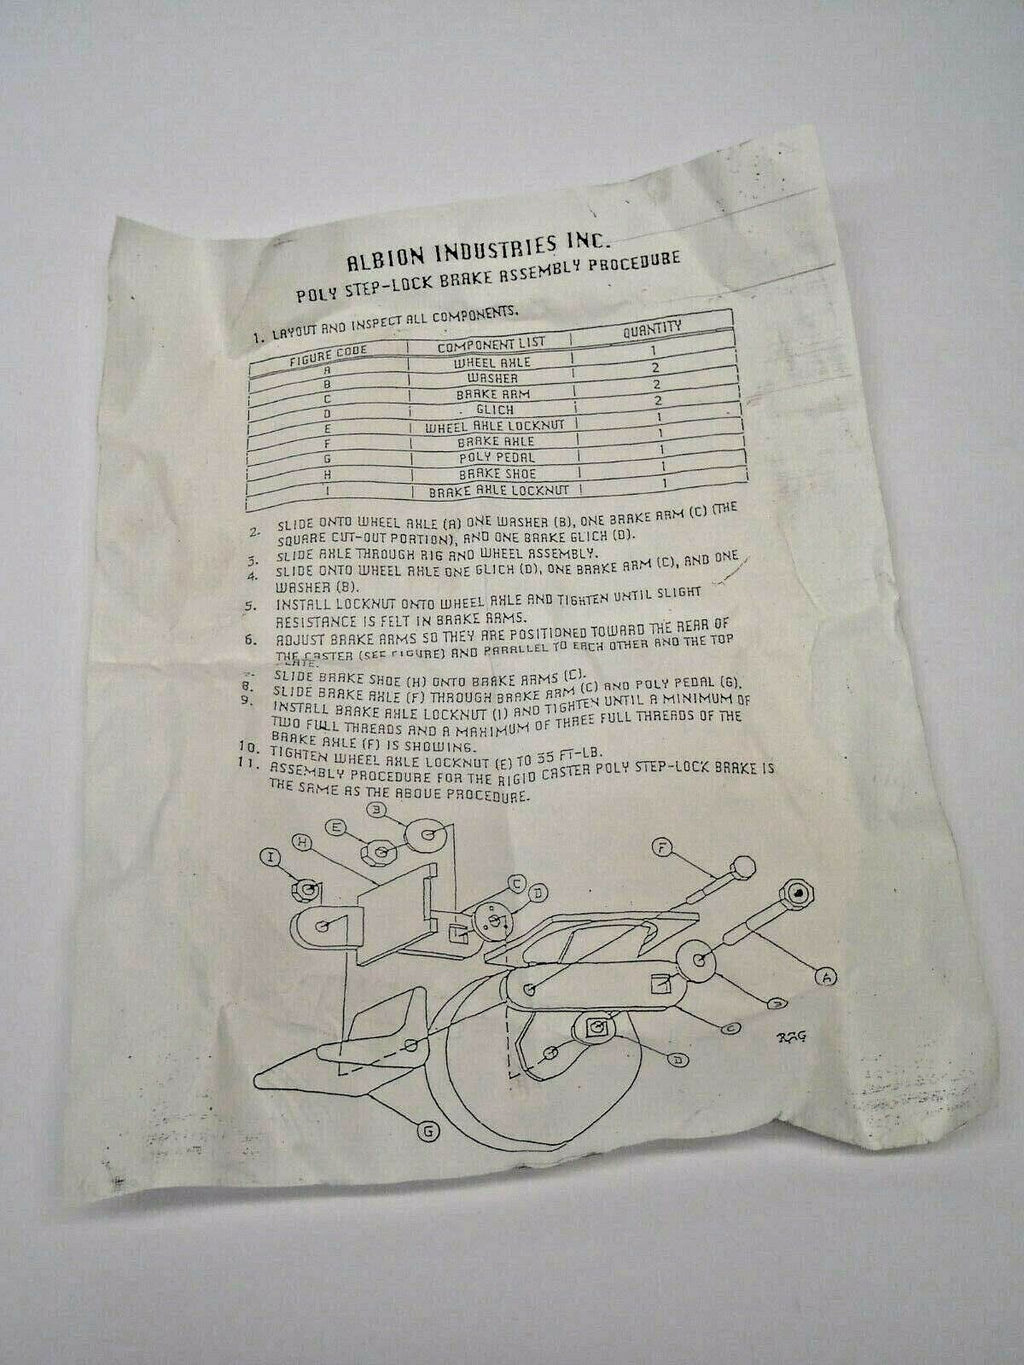 ALBION INDUSTRIES INC.
POLY STEP-LOCK BRAKE ASSEMBLY PROCEDURE
1. LAYOUT AND INSPECT ALL COMPONENTS.
FIGURE CODE | COMPONENT LIST | QUANTITY
A | WHEEL AXLE | 1
B | WASHER | 2
C | BRAKE ARM | 2
D | GLICH | 2
E | WHEEL AXLE LOCKNUT | 1
F | BRAKE AXLE | 1
G | POLY PEDAL | 1
H | BRAKE SHOE | 1
I | BRAKE AXLE LOCKNUT | 1
2. SLIDE ONTO WHEEL AXLE (A) ONE WASHER (B), ONE BRAKE ARM (C) (THE
SQUARE CUT-OUT PORTION), AND ONE BRAKE GLICH (D).
3. SLIDE AXLE THROUGH RIG AND WHEEL ASSEMBLY.
4. SLIDE ONTO WHEEL AXLE ONE GLICH (D), ONE BRAKE ARM (C), AND ONE
WASHER (B).
5. INSTALL LOCKNUT ONTO WHEEL AXLE AND TIGHTEN UNTIL SLIGHT
RESISTANCE IS FELT IN BRAKE ARMS.
6. ADJUST BRAKE ARMS SO THEY ARE POSITIONED TOWARD THE REAR OF
THE CASTER (SEE FIGURE) AND PARALLEL TO EACH OTHER AND THE TOP
PLATE.
7. SLIDE BRAKE SHOE (H) ONTO BRAKE ARMS (C).
8. SLIDE BRAKE AXLE (F) THROUGH BRAKE ARM (C) AND POLY PEDAL (G).
9. INSTALL BRAKE AXLE LOCKNUT (I) AND TIGHTEN UNTIL A MINIMUM OF
TWO FULL THREADS AND A MAXIMUM OF THREE FULL THREADS OF THE
BRAKE AXLE (F) IS SHOWING.
10. TIGHTEN WHEEL AXLE LOCKNUT (E) TO 35 FT-LB.
11. ASSEMBLY PROCEDURE FOR THE RIGID CASTER POLY STEP-LOCK BRAKE IS
THE SAME AS THE ABOVE PROCEDURE.
B
E
H
I
C
D
F
A
B
C
D
G